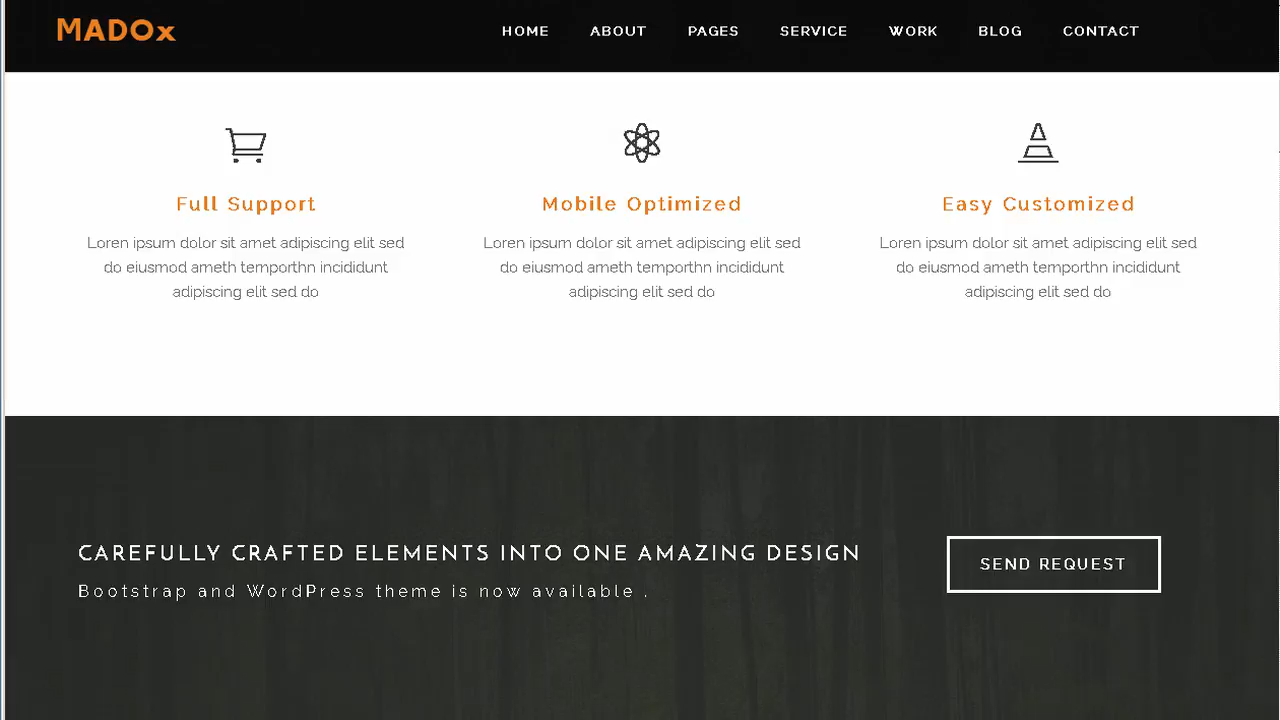 MADOx
HOME ABOUT PAGES SERVICE WORK BLOG CONTACT
Full Support
Loren ipsum dolor sit amet adipiscing elit sed
do eiusmod ameth temporthn incididunt
adipiscing elit sed do
Mobile Optimized
Loren ipsum dolor sit amet adipiscing elit sed
do eiusmod ameth temporthn incididunt
adipiscing elit sed do
Easy Customized
Loren ipsum dolor sit amet adipiscing elit sed
do eiusmod ameth temporthn incididunt
adipiscing elit sed do
CAREFULLY CRAFTED ELEMENTS INTO ONE AMAZING DESIGN
Bootstrap and WordPress theme is now available .
SEND REQUEST